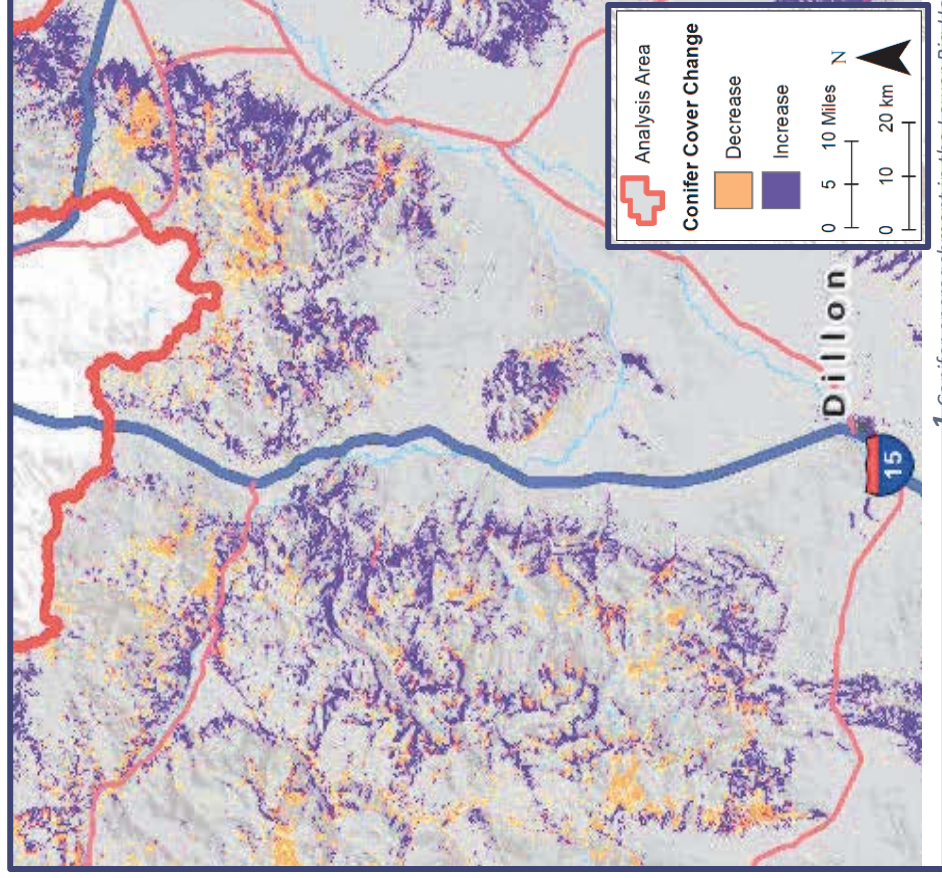 Analysis Area
Conifer Cover Change
Decrease
Increase
0 5 10 Miles
0 10 20 km
N
Dillon
15